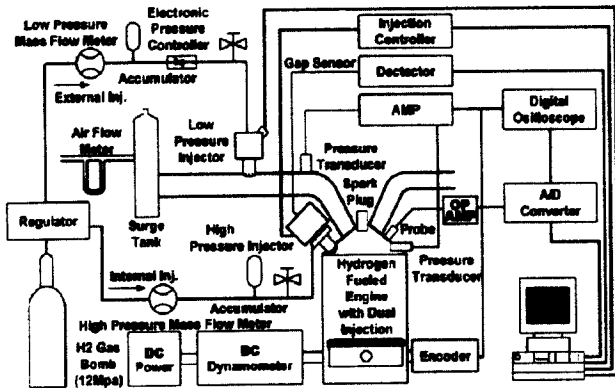 Low Pressure
Mass Flow Meter
Electronic
Pressure
Controller
Accumulator
External Inj.
Injection
Controller
Gap Sensor
Dectector
Air Flow
Meter
Low
Pressure
Injector
AMP
Digital
Osilloscope
Pressure
Transducer
Spark
Plug
OP
AMP
A/D
Converter
Regulator
Surge
Tank
High
Pressure Injector
Probe
Pressure
Transducer
Internal Inj.
Accumulator
Hydrogen
Fueled
Engine
with Dual
Injection
High Pressure Mass Flow Meter
H2 Gas
Bomb
(12Mpa)
DC
Power
DC
Dynamometer
Encoder